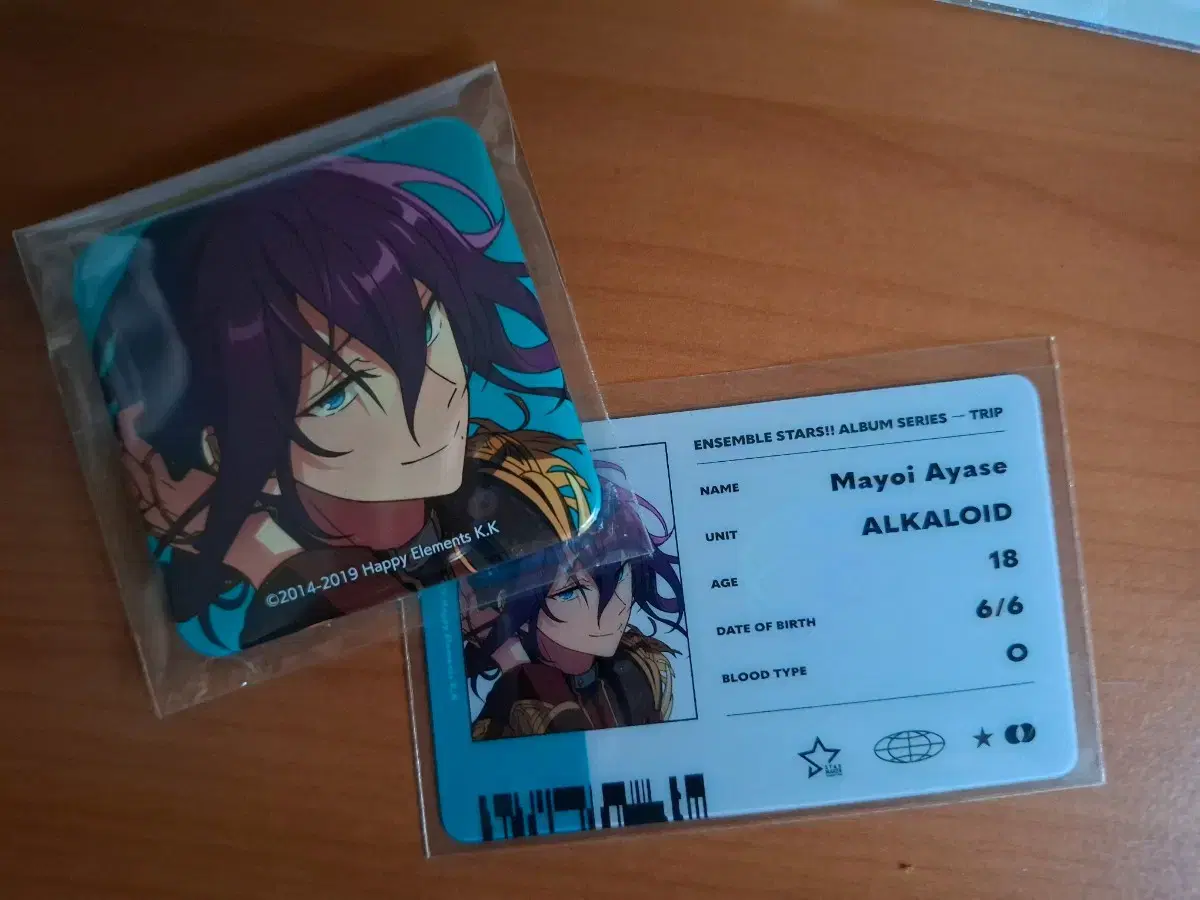 ©2014-2019 Happy Elements K.K
ENSEMBLE STARS!! ALBUM SERIES — TRIP
NAME Mayoi Ayase
UNIT ALKALOID
AGE 18
DATE OF BIRTH 6/6
BLOOD TYPE O